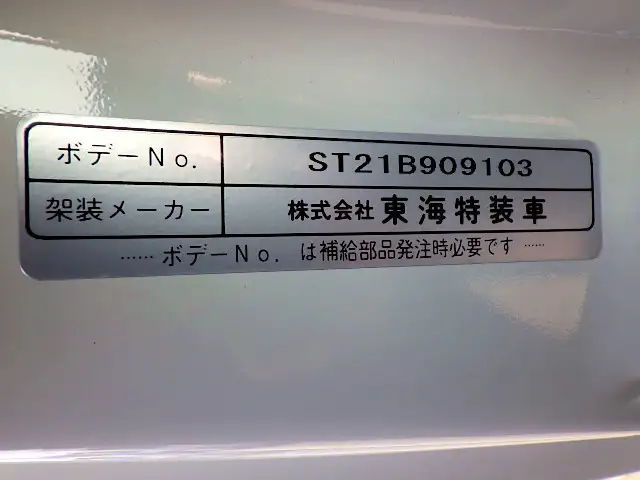 ボデーNo. ST21B909103
架装メーカー 株式会社 東海特装車
……ボデーNo. は補給部品発注時必要です……